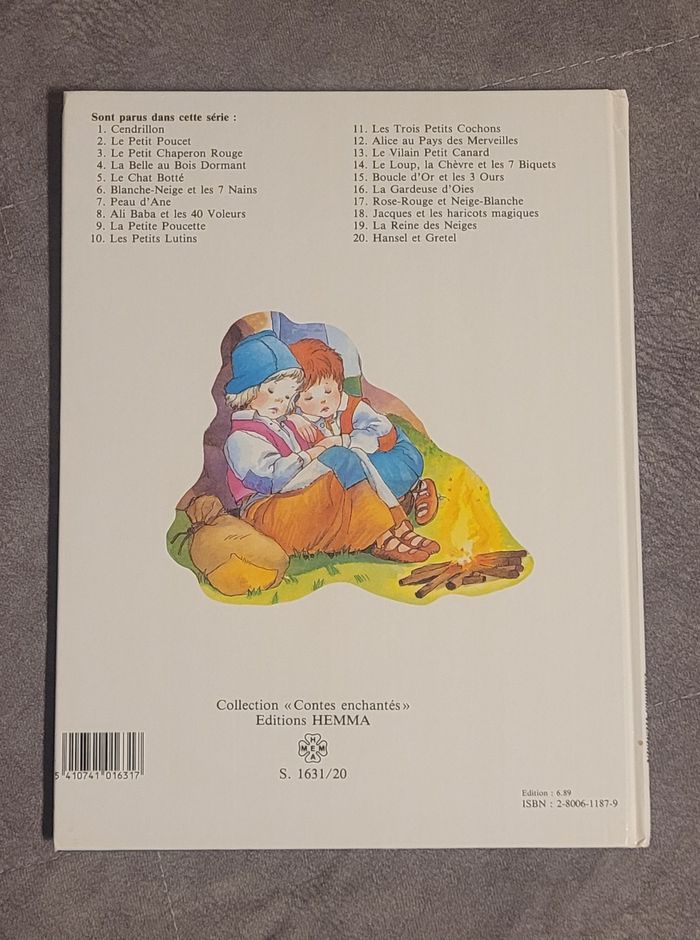 Sont parus dans cette série :
1. Cendrillon
2. Le Petit Poucet
3. Le Petit Chaperon Rouge
4. La Belle au Bois Dormant
5. Le Chat Botté
6. Blanche-Neige et les 7 Nains
7. Peau d'Ane
8. Ali Baba et les 40 Voleurs
9. La Petite Poucette
10. Les Petits Lutins
11. Les Trois Petits Cochons
12. Alice au Pays des Merveilles
13. Le Vilain Petit Canard
14. Le Loup, la Chèvre et les 7 Biquets
15. Boucle d'Or et les 3 Ours
16. La Gardeuse d'Oies
17. Rose-Rouge et Neige-Blanche
18. Jacques et les haricots magiques
19. La Reine des Neiges
20. Hansel et Gretel
Collection « Contes enchantés »
Editions HEMMA
HEMMA
S. 1631/20
5 410741 016317
Edition : 6.89
ISBN : 2-8006-1187-9